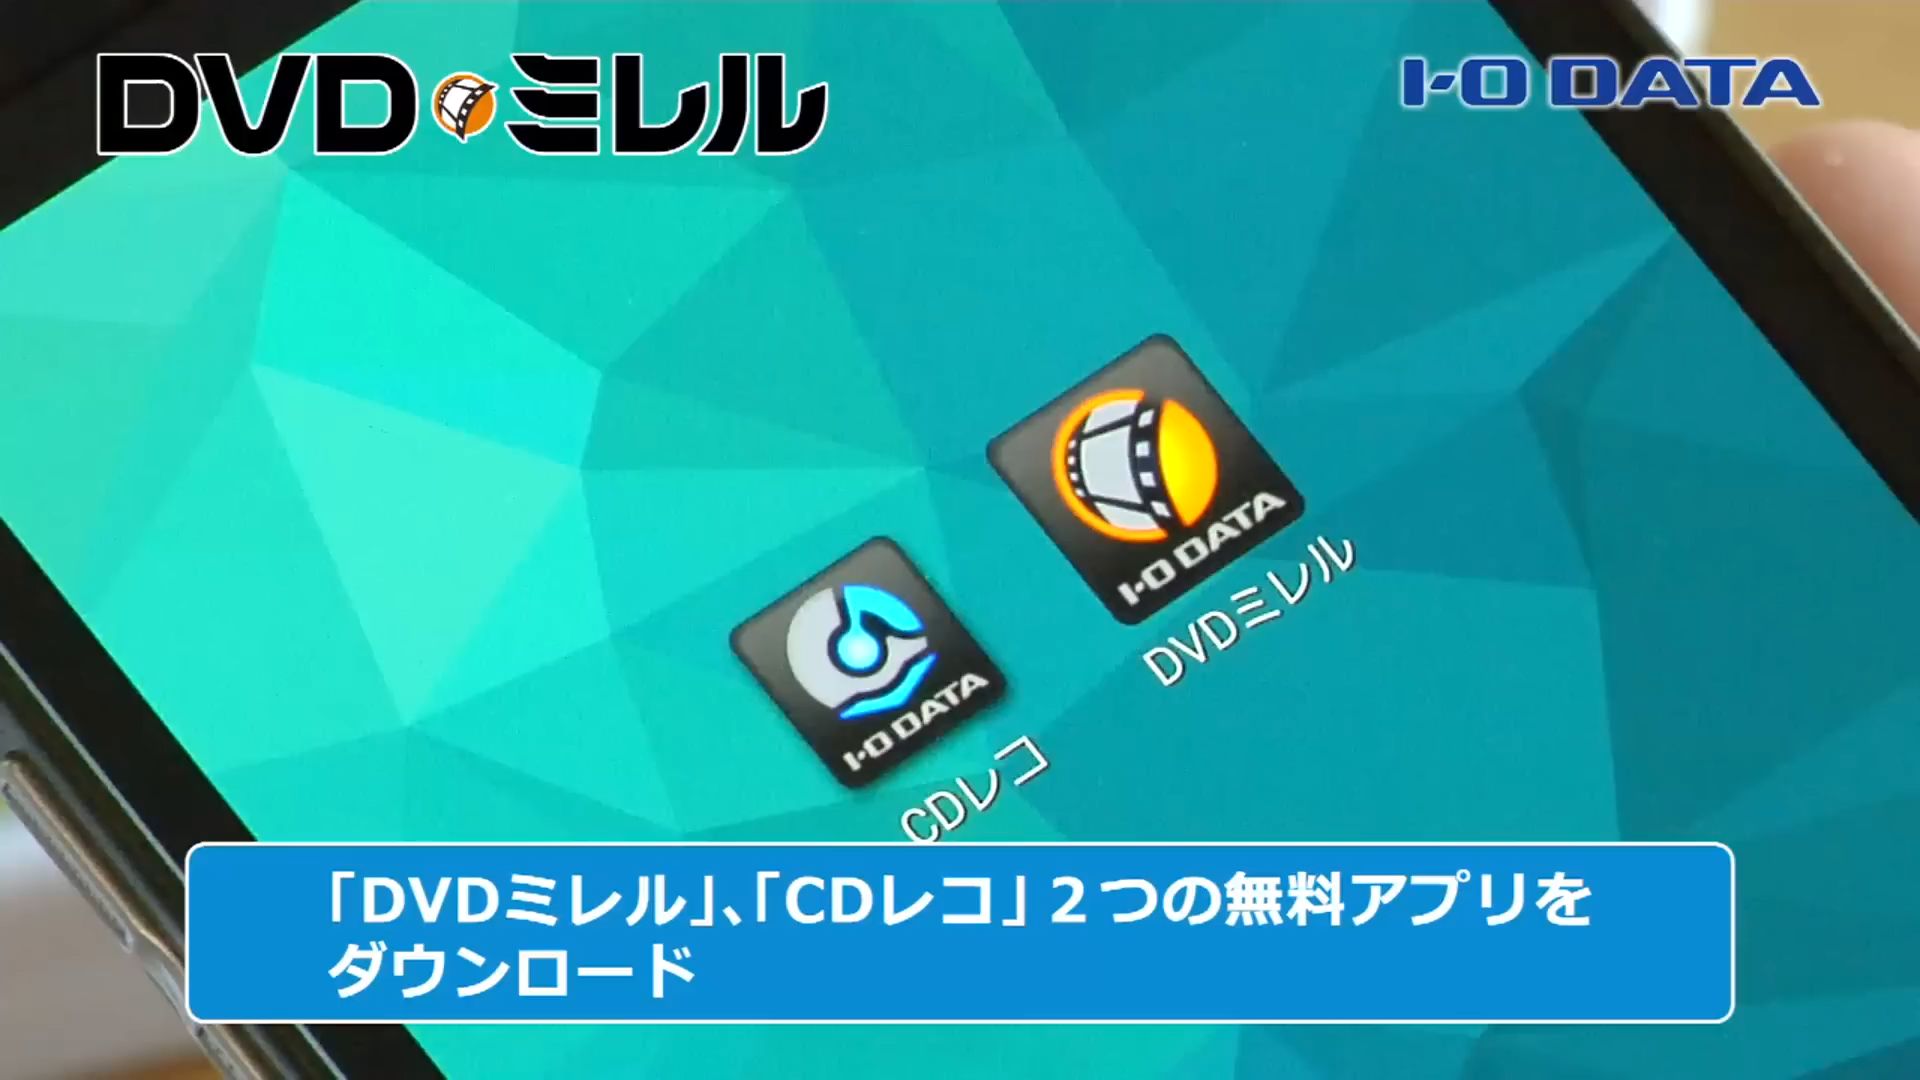 DVDミレル
I-O DATA
I-O DATA
DVDミレル
I-O DATA
CDレコ
「DVDミレル」、「CDレコ」２つの無料アプリを
ダウンロード